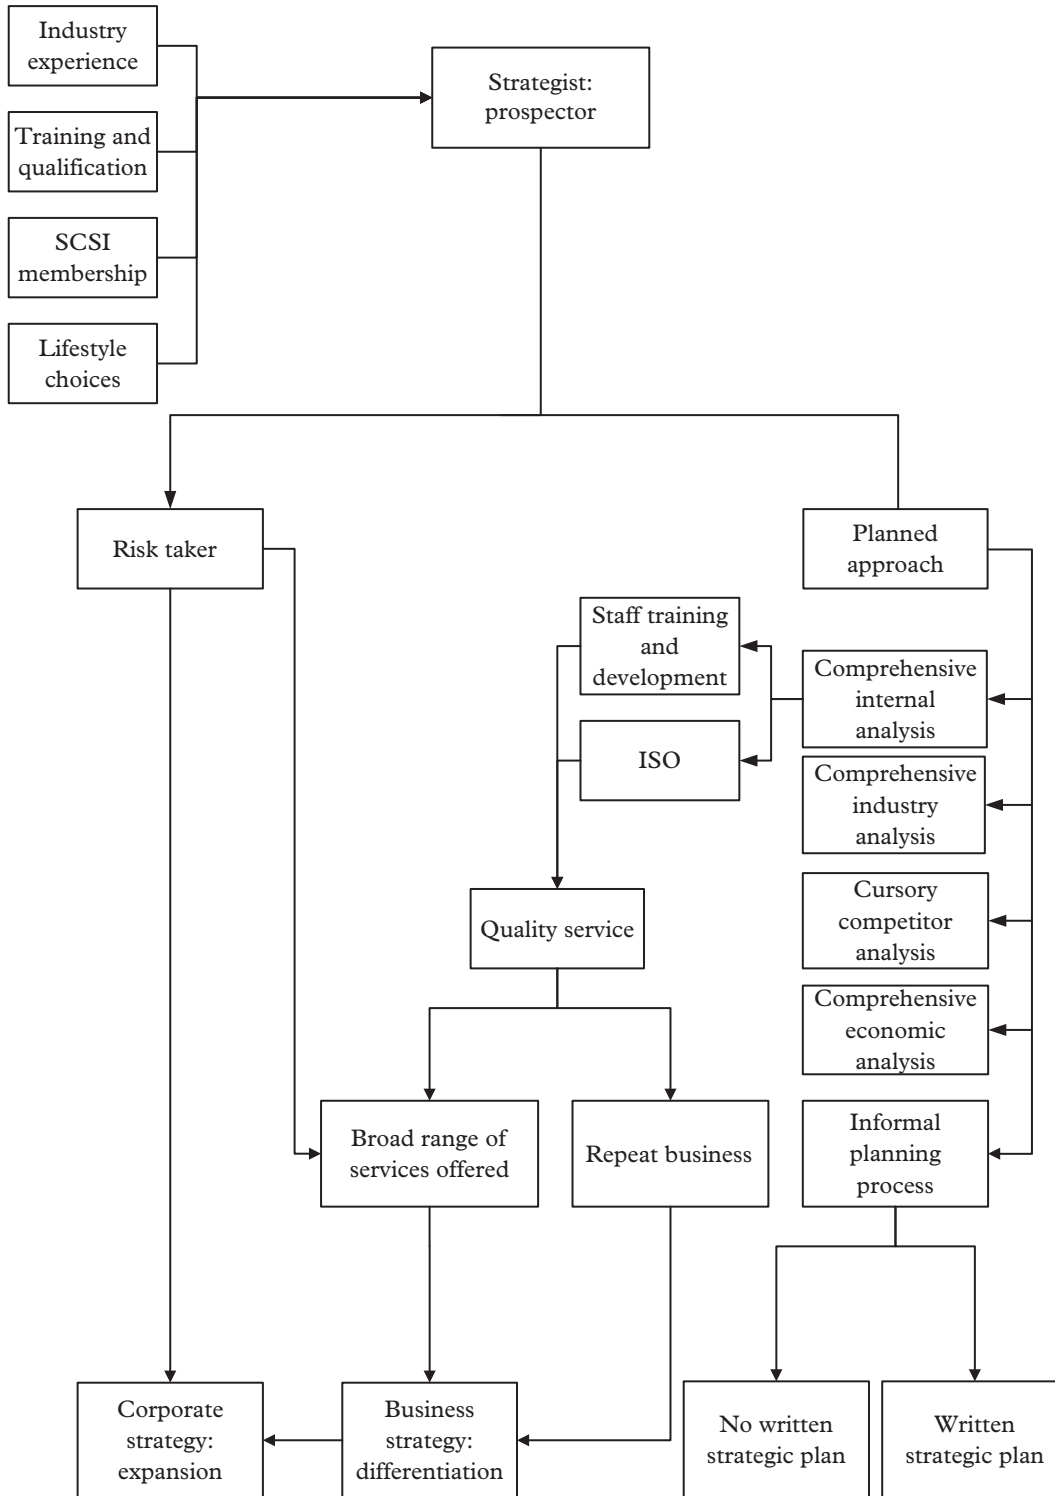 Industry
experience
Strategist:
prospector
Training and
qualification
SCSI
membership
Lifestyle
choices
Risk taker
Planned
approach
Staff training
and
development
Comprehensive
internal
analysis
ISO
Comprehensive
industry
analysis
Quality service
Cursory
competitor
analysis
Comprehensive
economic
analysis
Broad range of
services offered
Repeat business
Informal
planning
process
Corporate
strategy:
expansion
Business
strategy:
differentiation
No written
strategic plan
Written
strategic plan